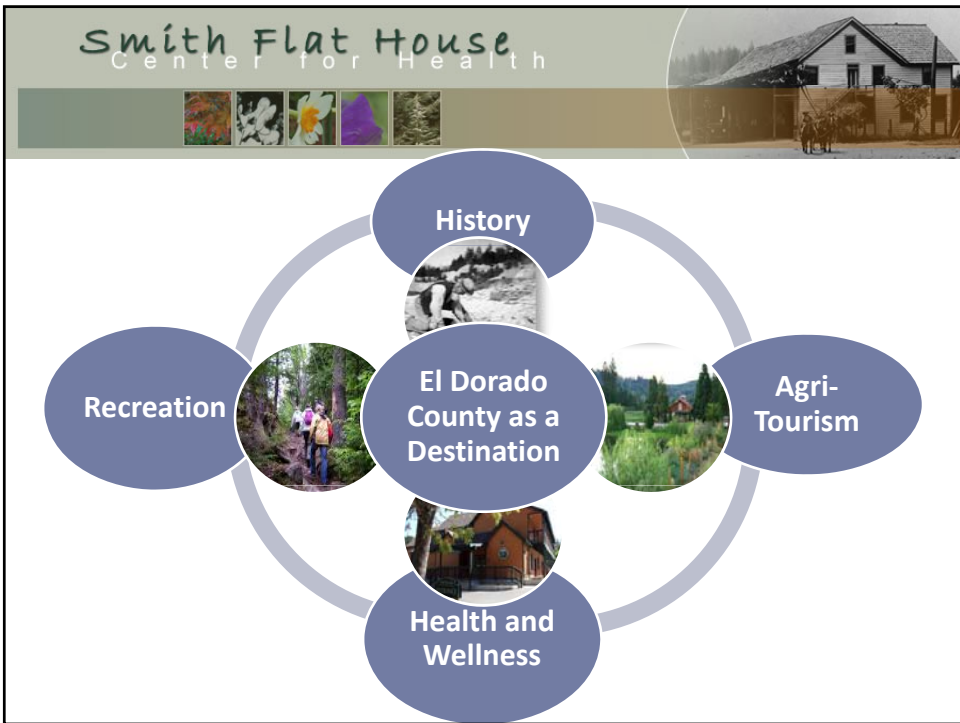 Smith Flat House
Center for Health
History
Recreation
El Dorado
County as a
Destination
Agri-
Tourism
Health and
Wellness